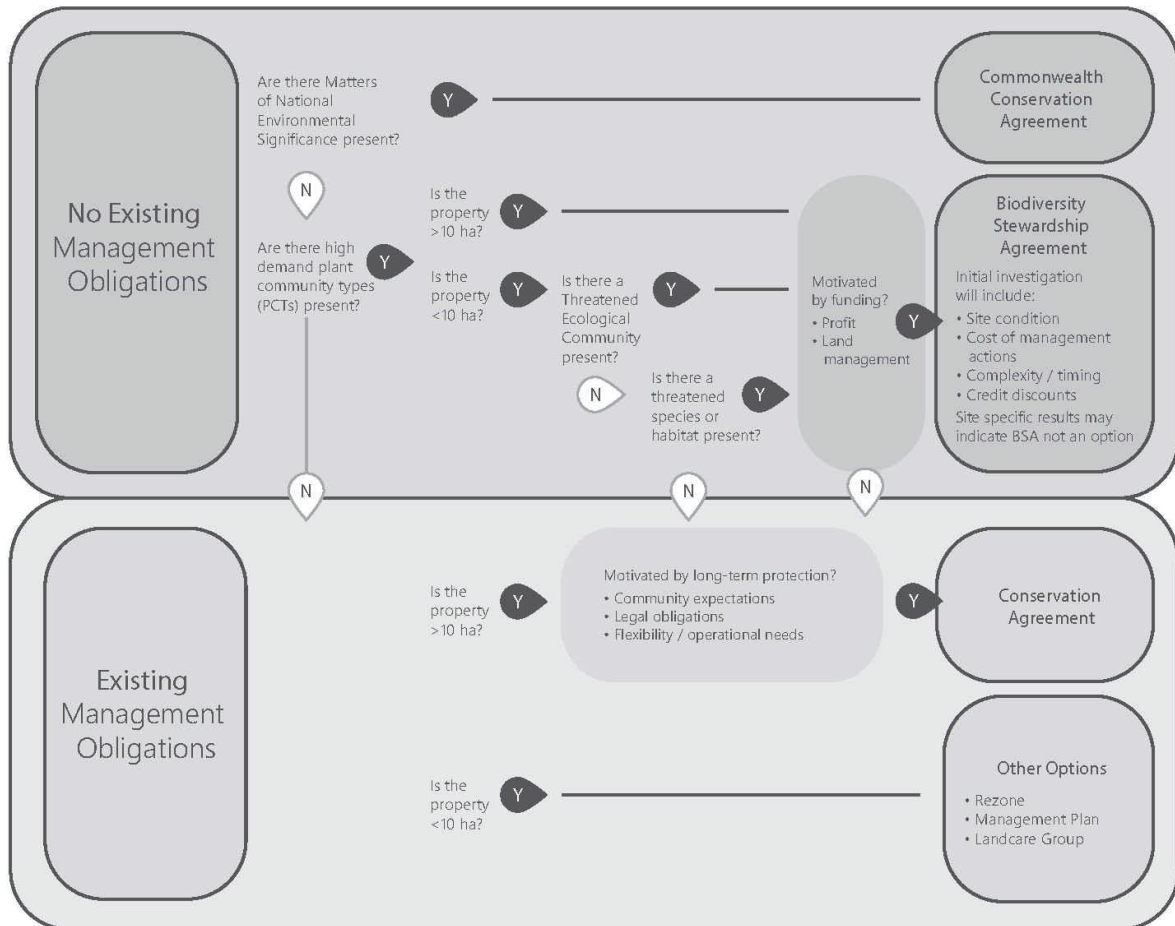 No Existing
Management
Obligations
Are there Matters
of National
Environmental
Significance present?
Y
Commonwealth
Conservation
Agreement
N
Are there high
demand plant
community types
(PCTs) present?
Y
Is the
property
>10 ha?
Y
Is the
property
<10 ha?
Y
Is there a
Threatened
Ecological
Community
present?
Y
N
Is there a
threatened
species or
habitat present?
Y
Motivated
by funding?
• Profit
• Land
management
Y
Biodiversity
Stewardship
Agreement
Initial investigation
will include:
• Site condition
• Cost of management
actions
• Complexity / timing
• Credit discounts
Site specific results may
indicate BSA not an option
N
N
N
Existing
Management
Obligations
Is the
property
>10 ha?
Y
Motivated by long-term protection?
• Community expectations
• Legal obligations
• Flexibility / operational needs
Y
Conservation
Agreement
Is the
property
<10 ha?
Y
Other Options
• Rezone
• Management Plan
• Landcare Group